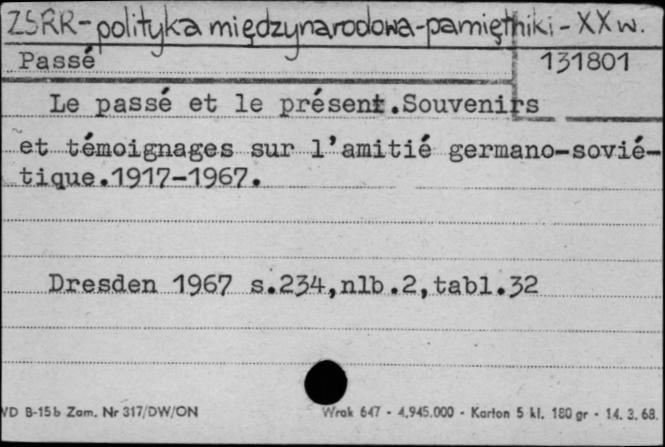 ZSRR-polityka międzynarodowa-pamiętniki-XX w.
Passé 131801
Le passé et le présent.Souvenirs
et témoignages sur l'amitié germano-sovié-
tique.1917-1967.
Dresden 1967 s.234,nlb.2,tabl.32
VD B-15b Zam. Nr 317/DW/ON Wrak 647 - 4,945.000 - Karton 5 kl. 180 gr - 14. 3. 68.